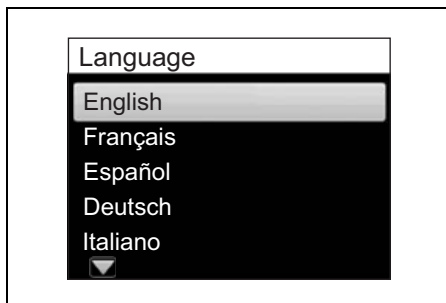 Language
English
Français
Español
Deutsch
Italiano